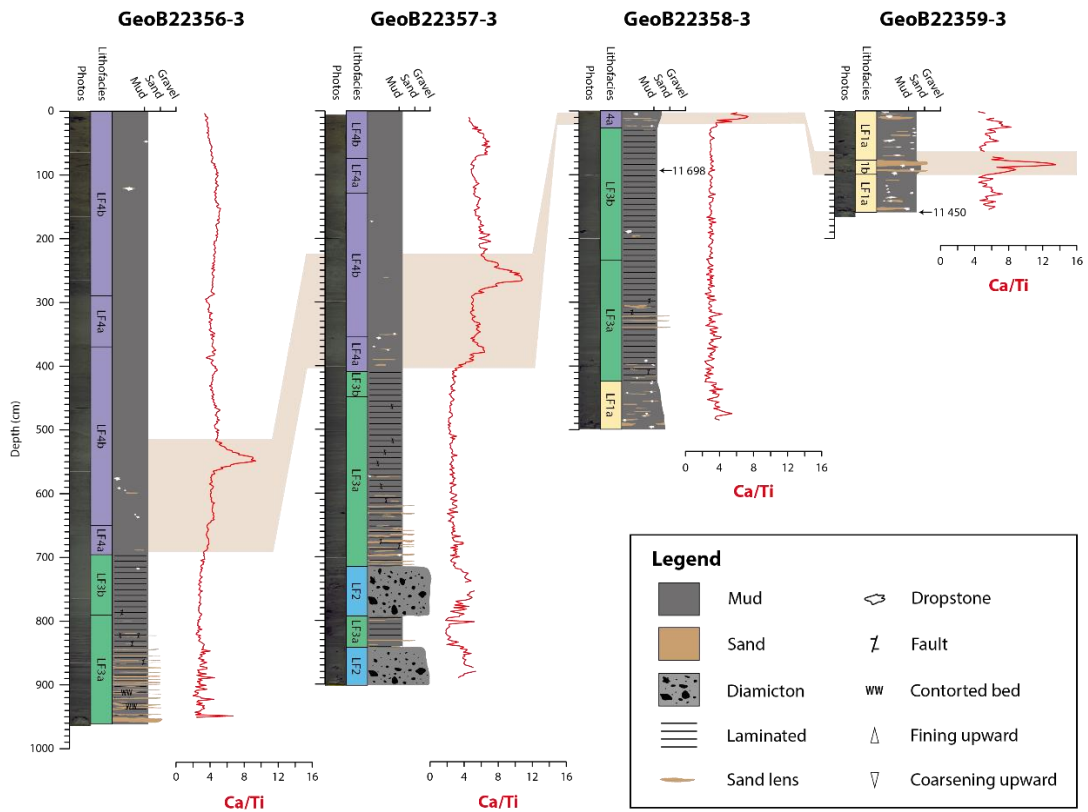 GeoB22356-3
GeoB22357-3
GeoB22358-3
GeoB22359-3
Photos
Lithofacies
Mud
Sand
Gravel
Photos
Lithofacies
Mud
Sand
Gravel
Photos
Lithofacies
Mud
Sand
Gravel
Photos
Lithofacies
Mud
Sand
Gravel
Depth (cm)
0
100
200
300
400
500
600
700
800
900
1000
LF4b
LF4a
LF4b
LF4a
LF3b
LF3a
0 4 8 12 16
Ca/Ti
LF4b
LF4a
LF4b
LF4a
LF3b
LF3a
LF2
LF3a
LF2
0 4 8 12 16
Ca/Ti
4a
LF3b
LF3a
LF1a
11 698
0 4 8 12 16
Ca/Ti
LF1a
1b
LF1a
11 450
0 4 8 12 16
Ca/Ti
Legend
Mud
Sand
Diamicton
Laminated
Sand lens
Dropstone
Fault
Contorted bed
Fining upward
Coarsening upward